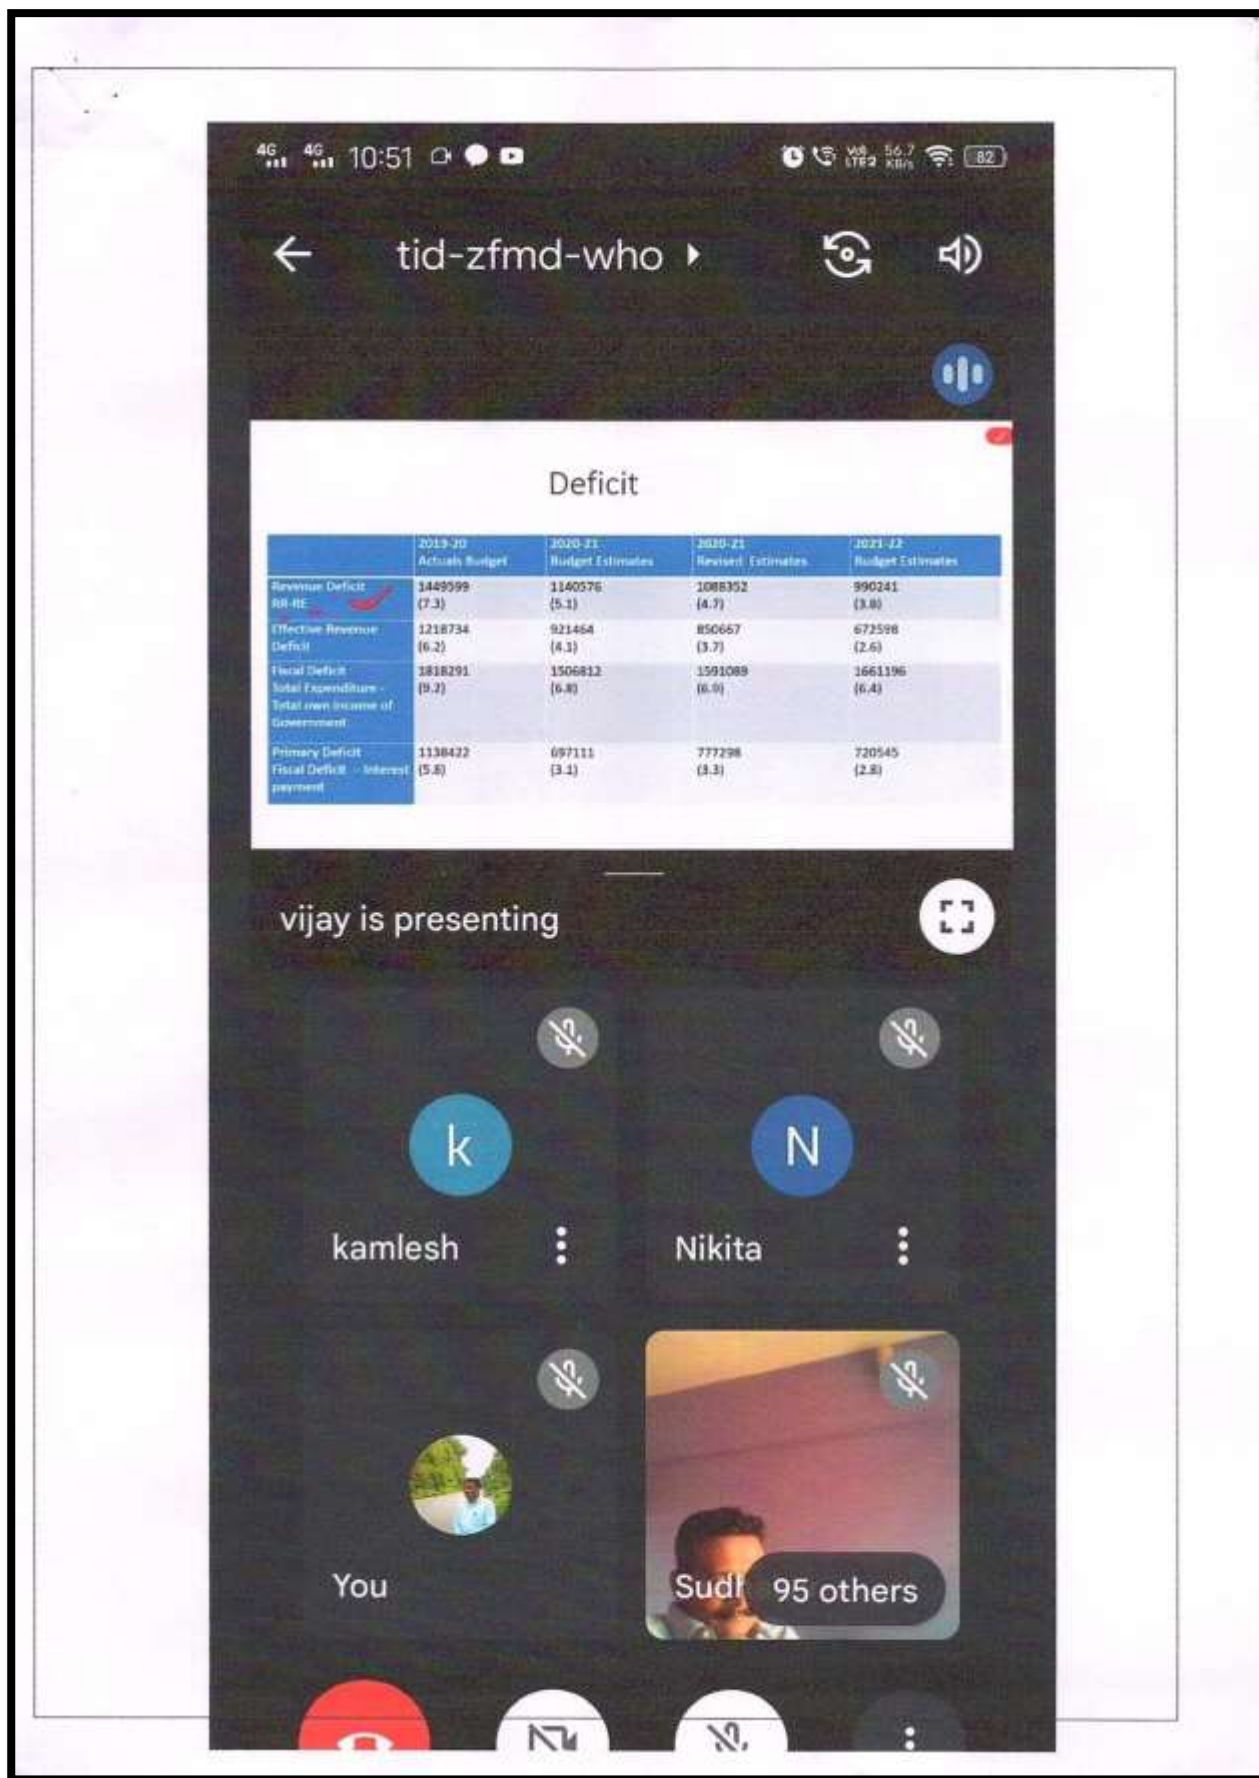 4G 4G 10:51 Vo) LTE2 56.7 KB/s 82
tid-zfmd-who
Deficit
2019-20 2020-21 2020-21 2021-22
Actuals Budget Budget Estimates Revised Estimates Budget Estimates
Revenue Deficit 1449599 1140576 1088352 990241
RR-RE (7.3) (5.1) (4.7) (3.8)
Effective Revenue 1218734 921464 850667 672598
Deficit (6.2) (4.1) (3.7) (2.6)
Fiscal Deficit 1818291 1506812 1591089 1661196
Total Expenditure - (9.2) (6.8) (6.9) (6.4)
Total own income of
Government
Primary Deficit 1138422 697111 777298 720545
Fiscal Deficit - Interest (5.8) (3.1) (3.3) (2.8)
payment
vijay is presenting
k N
kamlesh Nikita
You Sudh 95 others